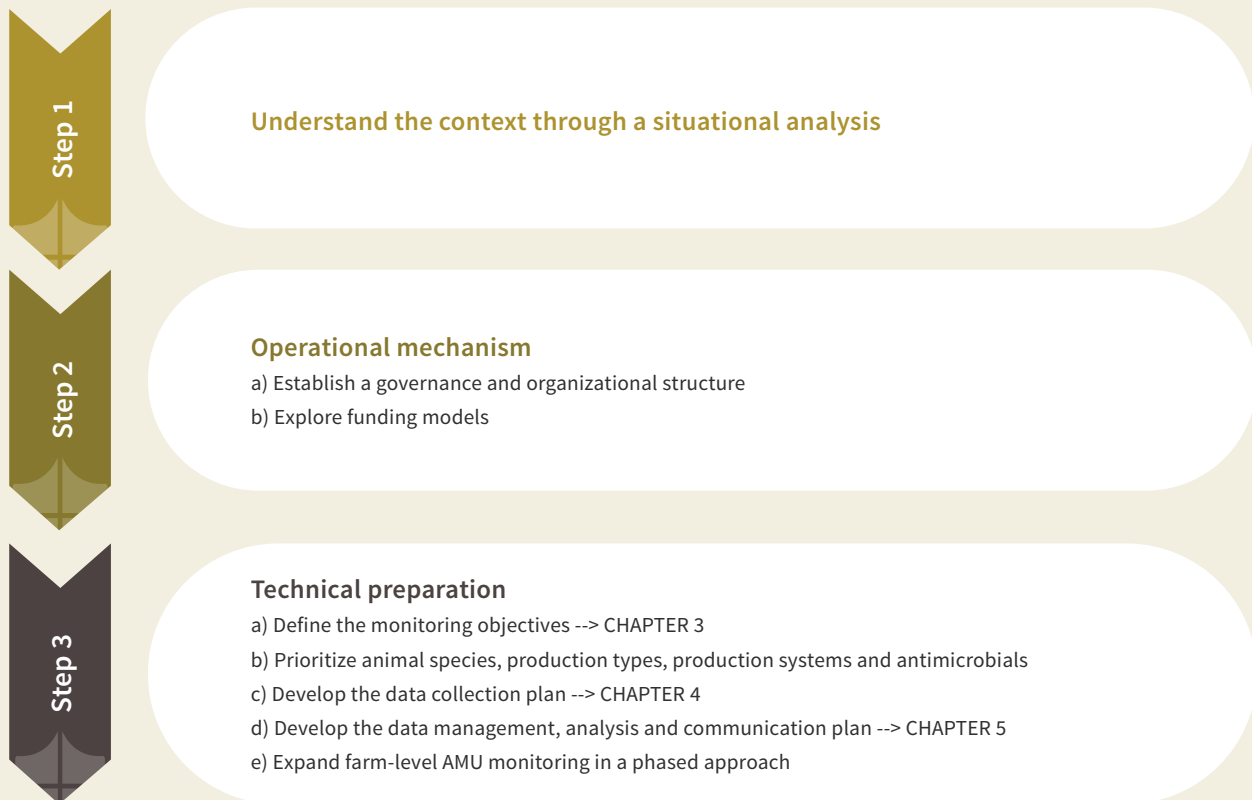 Step 1
Understand the context through a situational analysis
Step 2
Operational mechanism
a) Establish a governance and organizational structure
b) Explore funding models
Step 3
Technical preparation
a) Define the monitoring objectives --> CHAPTER 3
b) Prioritize animal species, production types, production systems and antimicrobials
c) Develop the data collection plan --> CHAPTER 4
d) Develop the data management, analysis and communication plan --> CHAPTER 5
e) Expand farm-level AMU monitoring in a phased approach